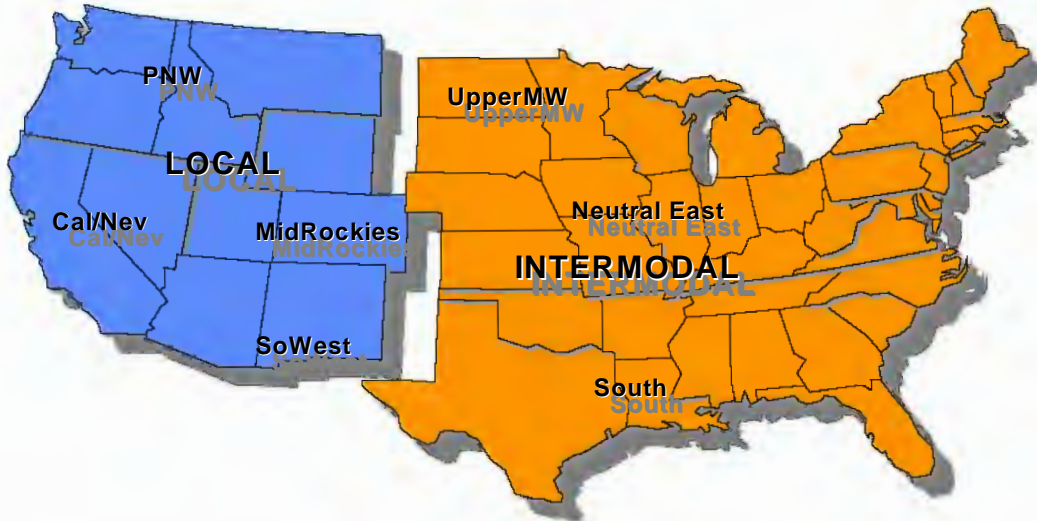 PNW
UpperMW
LOCAL
Cal/Nev
MidRockies
Neutral East
INTERMODAL
SoWest
South